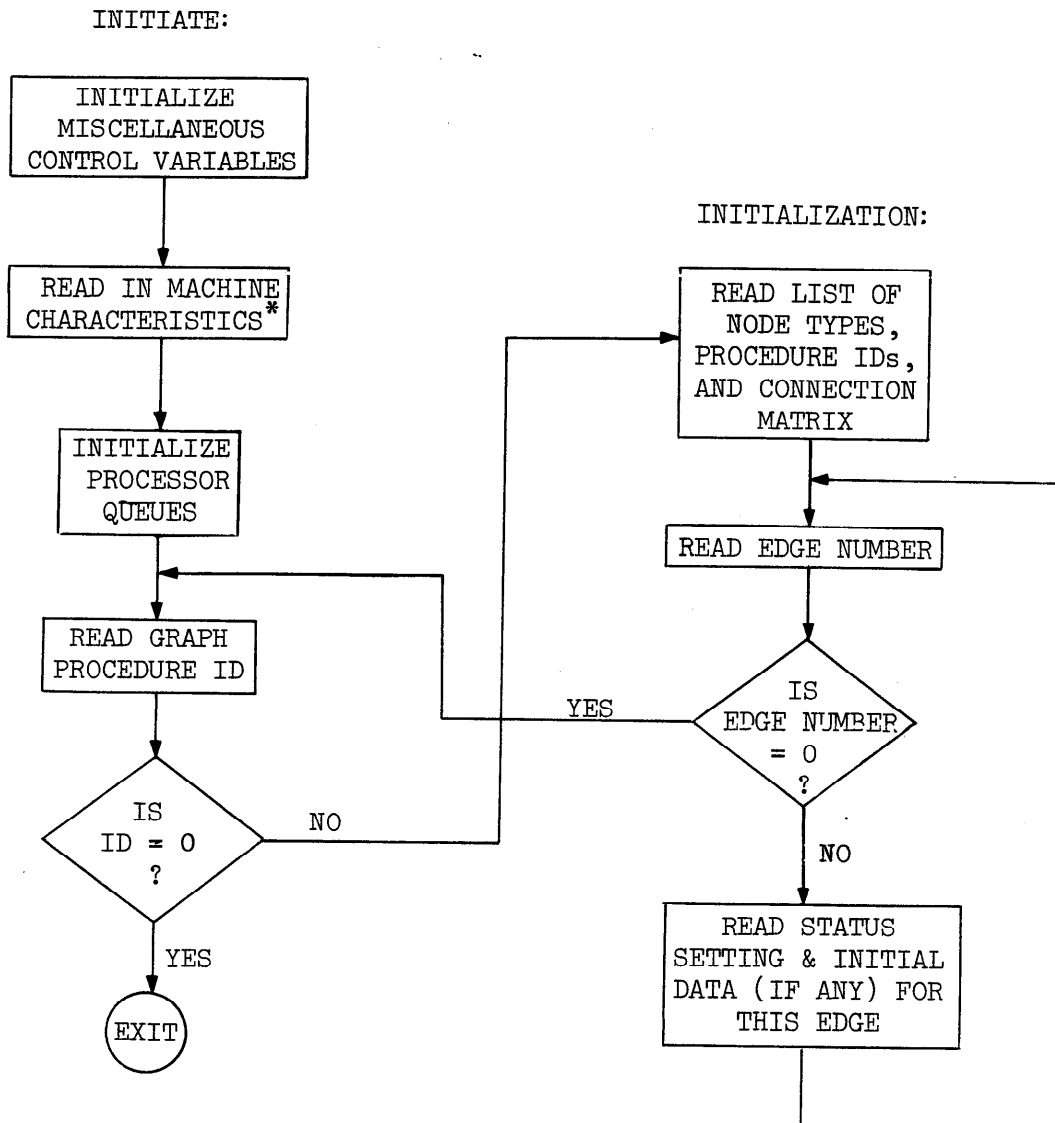 INITIATE:
INITIALIZE
MISCELLANEOUS
CONTROL VARIABLES
READ IN MACHINE
CHARACTERISTICS*
INITIALIZE
PROCESSOR
QUEUES
READ GRAPH
PROCEDURE ID
IS
ID = 0
?
NO
YES
EXIT
INITIALIZATION:
READ LIST OF
NODE TYPES,
PROCEDURE IDs,
AND CONNECTION
MATRIX
READ EDGE NUMBER
IS
EDGE NUMBER
= 0
?
YES
NO
READ STATUS
SETTING & INITIAL
DATA (IF ANY) FOR
THIS EDGE